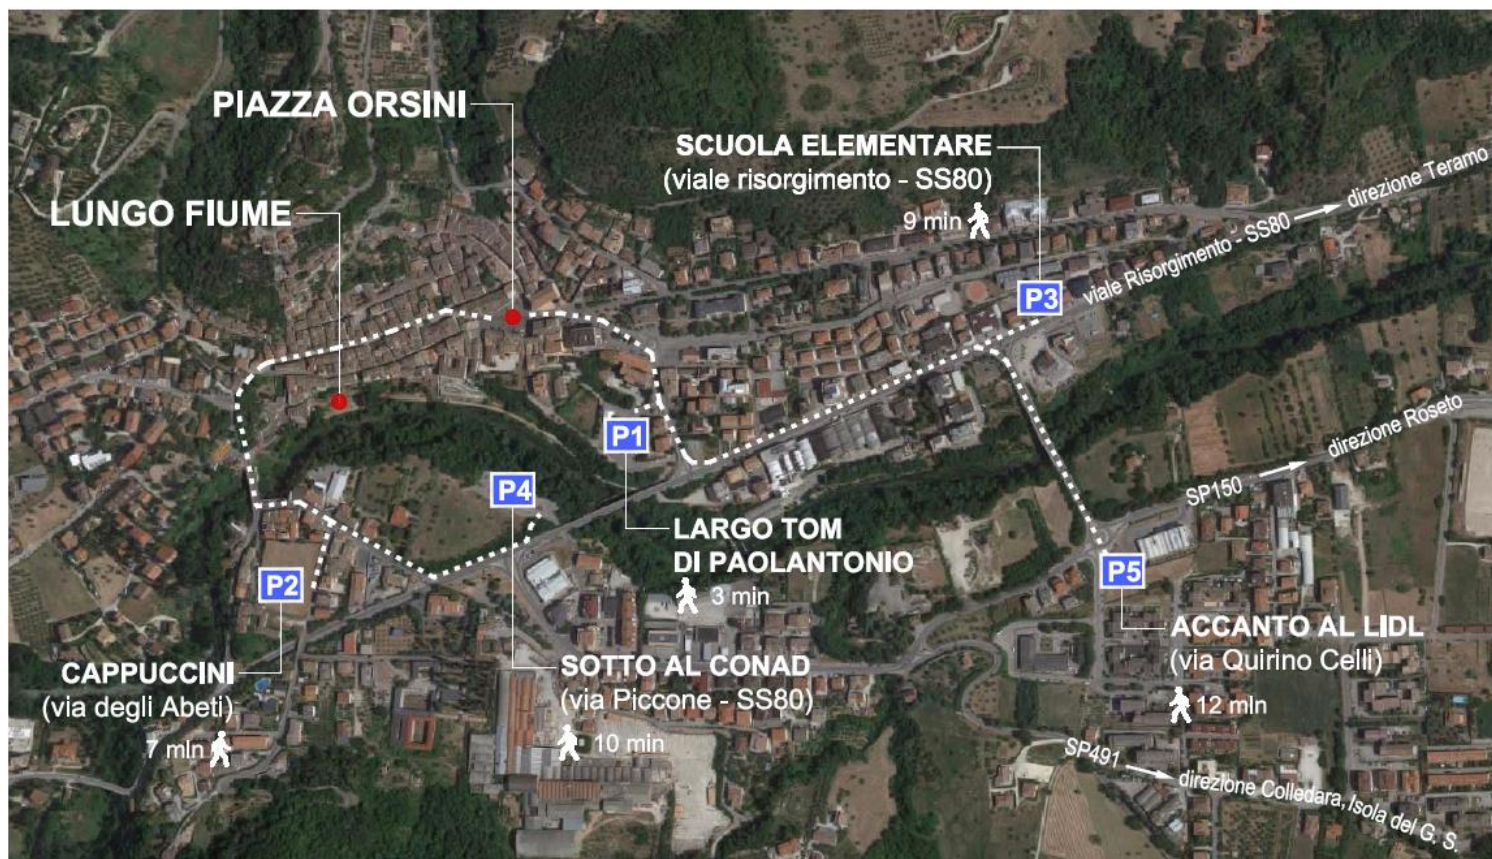 PIAZZA ORSINI
SCUOLA ELEMENTARE
(viale risorgimento - SS80)
9 min
direzione Teramo
LUNGO FIUME
viale Risorgimento - SS80
P3
direzione Roseto
P1
SP150
P4
LARGO TOM
DI PAOLANTONIO
3 min
P2
P5
ACCANTO AL LIDL
(via Quirino Celli)
12 min
CAPPUCCINI
(via degli Abeti)
7 min
SOTTO AL CONAD
(via Piccone - SS80)
10 min
SP491
direzione Colledara, Isola del G. S.